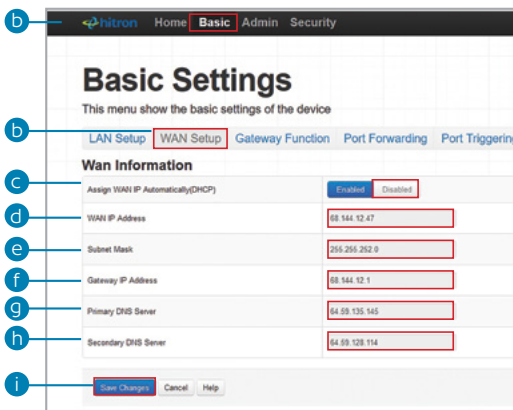 b hitron Home Basic Admin Security
Basic Settings
This menu show the basic settings of the device
b LAN Setup WAN Setup Gateway Function Port Forwarding Port Triggering
Wan Information
c Assign WAN IP Automatically(DHCP) Enabled Disabled
d WAN IP Address 68.144.12.47
e Subnet Mask 255.255.252.0
f Gateway IP Address 68.144.12.1
g Primary DNS Server 64.59.135.145
h Secondary DNS Server 64.59.128.114
i Save Changes Cancel Help